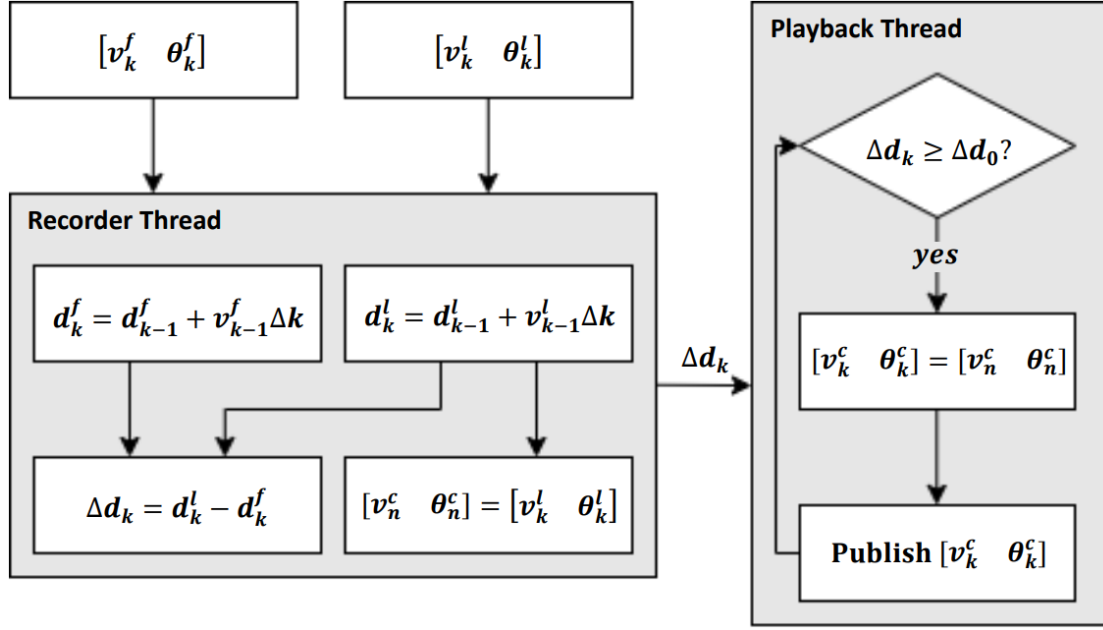 [v_k^f θ_k^f]
[v_k^l θ_k^l]
Recorder Thread
d_k^f = d_{k-1}^f + v_{k-1}^f Δk
d_k^l = d_{k-1}^l + v_{k-1}^l Δk
Δd_k = d_k^l − d_k^f
[v_n^c θ_n^c] = [v_k^l θ_k^l]
Δd_k
Playback Thread
Δd_k ≥ Δd_0?
yes
[v_k^c θ_k^c] = [v_n^c θ_n^c]
Publish [v_k^c θ_k^c]